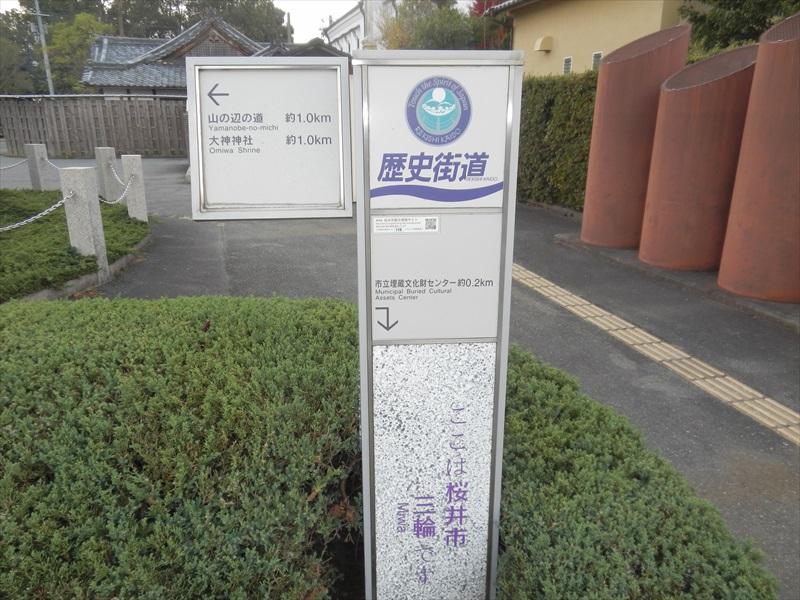 ←
山の辺の道 約1.0km
Yamanobe-no-michi
大神神社 約1.0km
Omiwa Shrine
Touch the Spirit of Japan
REKISHI KAIDO
歴史街道
REKISHI KAIDO
市立埋蔵文化財センター約0.2km
Municipal Buried Cultural
Assets Center
ここは桜井市
三輪です
Miwa